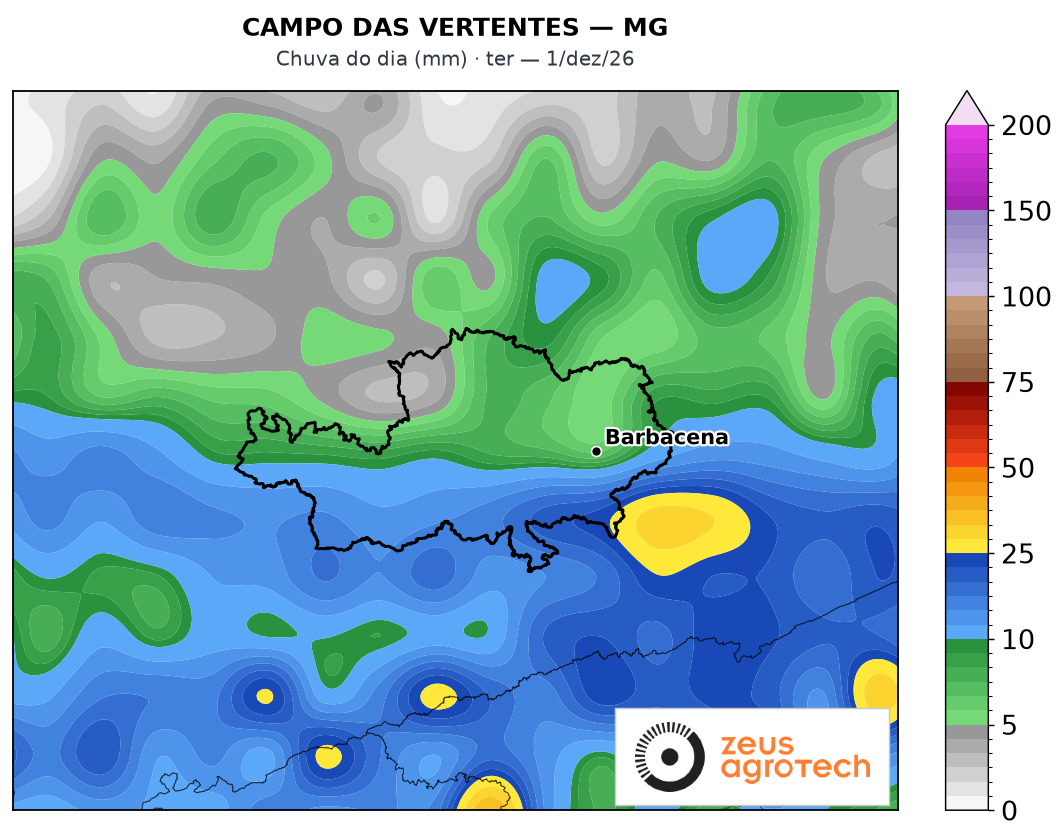 CAMPO DAS VERTENTES — MG
Chuva do dia (mm) · ter — 1/dez/26
200
150
100
75
50
25
10
5
0
Barbacena
zeus
agrotech